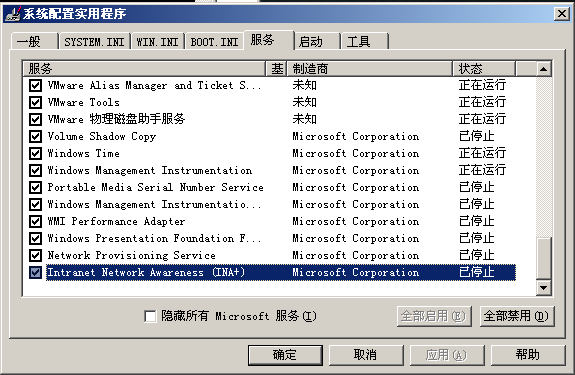 系统配置实用程序
一般 SYSTEM.INI WIN.INI BOOT.INI 服务 启动 工具
服务 基 制造商 状态
VMware Alias Manager and Ticket S... 未知 正在运行
VMware Tools 未知 正在运行
VMware 物理磁盘助手服务 未知 正在运行
Volume Shadow Copy Microsoft Corporation 已停止
Windows Time Microsoft Corporation 正在运行
Windows Management Instrumentation Microsoft Corporation 正在运行
Portable Media Serial Number Service Microsoft Corporation 已停止
Windows Management Instrumentatio... Microsoft Corporation 已停止
WMI Performance Adapter Microsoft Corporation 已停止
Windows Presentation Foundation F... Microsoft Corporation 已停止
Network Provisioning Service Microsoft Corporation 已停止
Intranet Network Awareness (INA+) Microsoft Corporation 已停止
隐藏所有 Microsoft 服务(I) 全部启用(E) 全部禁用(D)
确定 取消 应用(A) 帮助